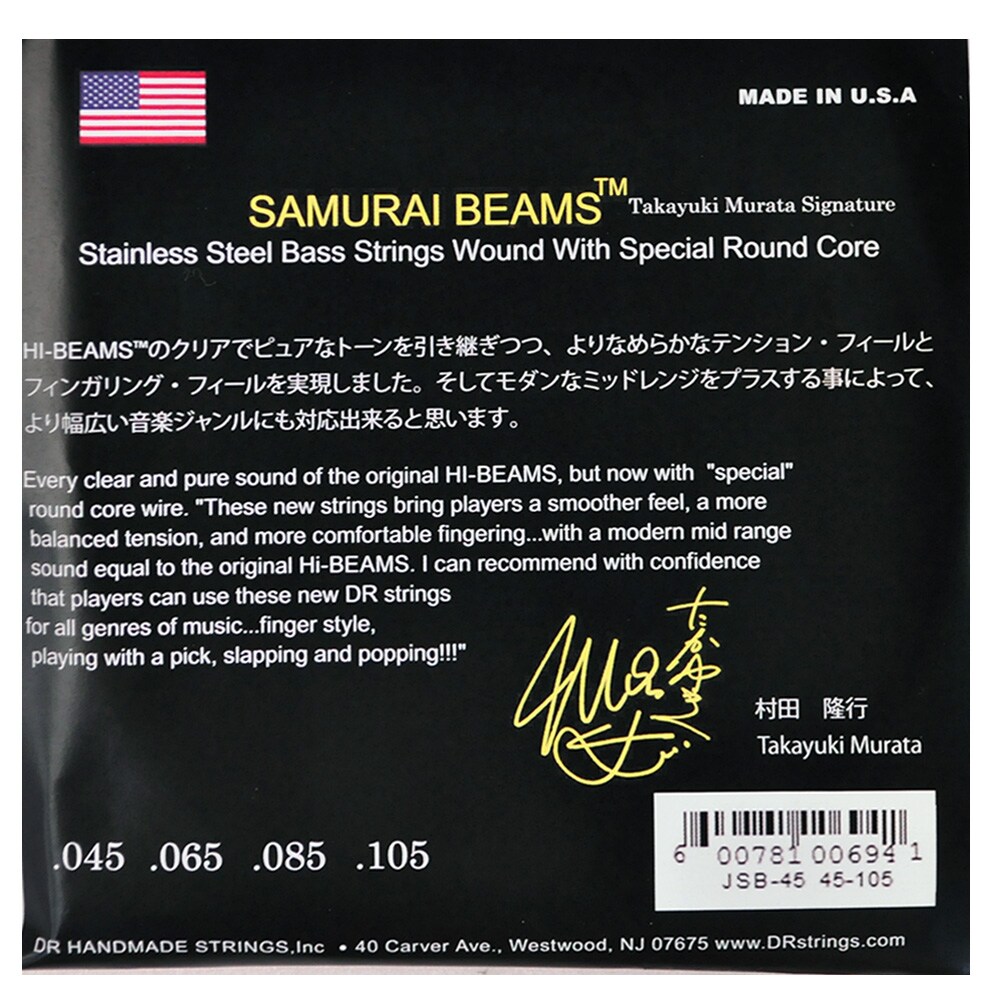 MADE IN U.S.A
SAMURAI BEAMS™ Takayuki Murata Signature
Stainless Steel Bass Strings Wound With Special Round Core
HI-BEAMS™のクリアでピュアなトーンを引き継ぎつつ、よりなめらかなテンション・フィールと
フィンガリング・フィールを実現しました。そしてモダンなミッドレンジをプラスする事によって、
より幅広い音楽ジャンルにも対応出来ると思います。
Every clear and pure sound of the original HI-BEAMS, but now with "special"
round core wire. "These new strings bring players a smoother feel, a more
balanced tension, and more comfortable fingering...with a modern mid range
sound equal to the original Hi-BEAMS. I can recommend with confidence
that players can use these new DR strings
for all genres of music...finger style,
playing with a pick, slapping and popping!!!"
村田 隆行
Takayuki Murata
.045 .065 .085 .105
6 00781 00694 1
JSB-45 45-105
DR HANDMADE STRINGS,Inc • 40 Carver Ave., Westwood, NJ 07675 www.DRstrings.com